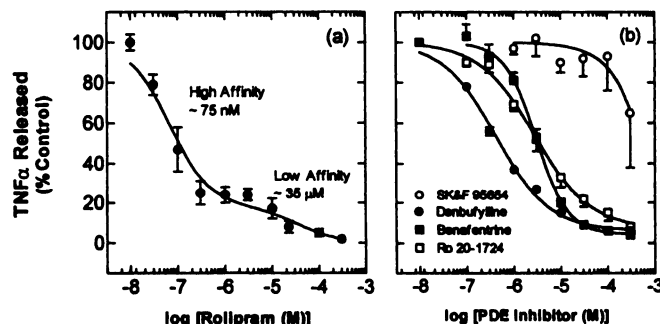 (a)
TNFα Released
(% Control)
100
80
60
40
20
0
High Affinity
~ 75 nM
Low Affinity
~ 35 µM
-8 -7 -6 -5 -4 -3
log [Rolipram (M)]
(b)
SK&F 95654
Denbufylline
Benafentrine
Ro 20-1724
-8 -7 -6 -5 -4 -3
log [PDE Inhibitor (M)]